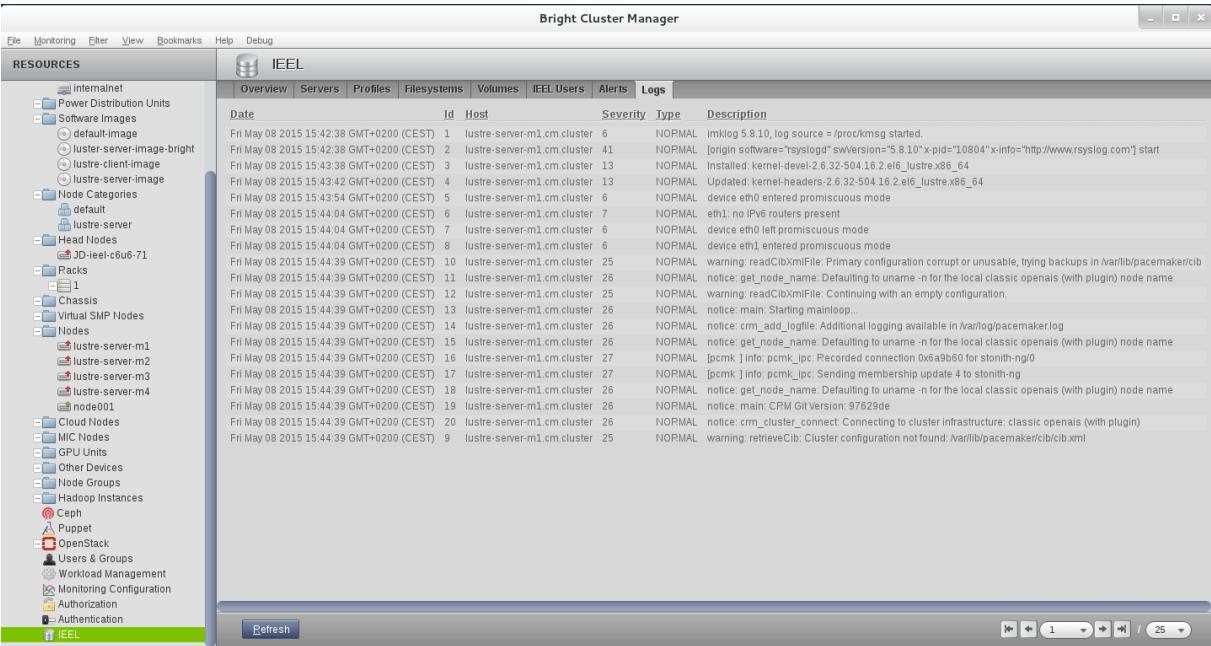 Bright Cluster Manager
File Monitoring Filter View Bookmarks Help Debug
RESOURCES
internalnet
Power Distribution Units
Software Images
default-image
luster-server-image-bright
lustre-client-image
lustre-server-image
Node Categories
default
lustre-server
Head Nodes
JD-ieel-c6u6-71
Racks
1
Chassis
Virtual SMP Nodes
Nodes
lustre-server-m1
lustre-server-m2
lustre-server-m3
lustre-server-m4
node001
Cloud Nodes
MIC Nodes
GPU Units
Other Devices
Node Groups
Hadoop Instances
Ceph
Puppet
OpenStack
Users & Groups
Workload Management
Monitoring Configuration
Authorization
Authentication
IEEL
IEEL
Overview Servers Profiles Filesystems Volumes IEEL Users Alerts Logs
Date Id Host Severity Type Description
Fri May 08 2015 15:42:38 GMT+0200 (CEST) 1 lustre-server-m1.cm.cluster 6 NORMAL imklog 5.8.10, log source = /proc/kmsg started.
Fri May 08 2015 15:42:38 GMT+0200 (CEST) 2 lustre-server-m1.cm.cluster 41 NORMAL [origin software="rsyslogd" swVersion="5.8.10" x-pid="10804" x-info="http://www.rsyslog.com"] start
Fri May 08 2015 15:43:38 GMT+0200 (CEST) 3 lustre-server-m1.cm.cluster 13 NORMAL Installed: kernel-devel-2.6.32-504.16.2.el6_lustre.x86_64
Fri May 08 2015 15:43:42 GMT+0200 (CEST) 4 lustre-server-m1.cm.cluster 13 NORMAL Updated: kernel-headers-2.6.32-504.16.2.el6_lustre.x86_64
Fri May 08 2015 15:43:54 GMT+0200 (CEST) 5 lustre-server-m1.cm.cluster 6 NORMAL device eth0 entered promiscuous mode
Fri May 08 2015 15:44:04 GMT+0200 (CEST) 6 lustre-server-m1.cm.cluster 7 NORMAL eth1: no IPv6 routers present
Fri May 08 2015 15:44:04 GMT+0200 (CEST) 7 lustre-server-m1.cm.cluster 6 NORMAL device eth0 left promiscuous mode
Fri May 08 2015 15:44:04 GMT+0200 (CEST) 8 lustre-server-m1.cm.cluster 6 NORMAL device eth1 entered promiscuous mode
Fri May 08 2015 15:44:39 GMT+0200 (CEST) 10 lustre-server-m1.cm.cluster 25 NORMAL warning: readCibXmlFile: Primary configuration corrupt or unusable, trying backups in /var/lib/pacemaker/cib
Fri May 08 2015 15:44:39 GMT+0200 (CEST) 11 lustre-server-m1.cm.cluster 26 NORMAL notice: get_node_name: Defaulting to uname -n for the local classic openais (with plugin) node name
Fri May 08 2015 15:44:39 GMT+0200 (CEST) 12 lustre-server-m1.cm.cluster 25 NORMAL warning: readCibXmlFile: Continuing with an empty configuration.
Fri May 08 2015 15:44:39 GMT+0200 (CEST) 13 lustre-server-m1.cm.cluster 26 NORMAL notice: main: Starting mainloop...
Fri May 08 2015 15:44:39 GMT+0200 (CEST) 14 lustre-server-m1.cm.cluster 26 NORMAL notice: crm_add_logfile: Additional logging available in /var/log/pacemaker.log
Fri May 08 2015 15:44:39 GMT+0200 (CEST) 15 lustre-server-m1.cm.cluster 26 NORMAL notice: get_node_name: Defaulting to uname -n for the local classic openais (with plugin) node name
Fri May 08 2015 15:44:39 GMT+0200 (CEST) 16 lustre-server-m1.cm.cluster 27 NORMAL [pcmk ] info: pcmk_ipc: Recorded connection 0x6a9b60 for stonith-ng/0
Fri May 08 2015 15:44:39 GMT+0200 (CEST) 17 lustre-server-m1.cm.cluster 27 NORMAL [pcmk ] info: pcmk_ipc: Sending membership update 4 to stonith-ng
Fri May 08 2015 15:44:39 GMT+0200 (CEST) 18 lustre-server-m1.cm.cluster 26 NORMAL notice: get_node_name: Defaulting to uname -n for the local classic openais (with plugin) node name
Fri May 08 2015 15:44:39 GMT+0200 (CEST) 19 lustre-server-m1.cm.cluster 26 NORMAL notice: main: CRM Git Version: 97629de
Fri May 08 2015 15:44:39 GMT+0200 (CEST) 20 lustre-server-m1.cm.cluster 26 NORMAL notice: crm_cluster_connect: Connecting to cluster infrastructure: classic openais (with plugin)
Fri May 08 2015 15:44:39 GMT+0200 (CEST) 9 lustre-server-m1.cm.cluster 25 NORMAL warning: retrieveCib: Cluster configuration not found: /var/lib/pacemaker/cib/cib.xml
Refresh
1 / 25